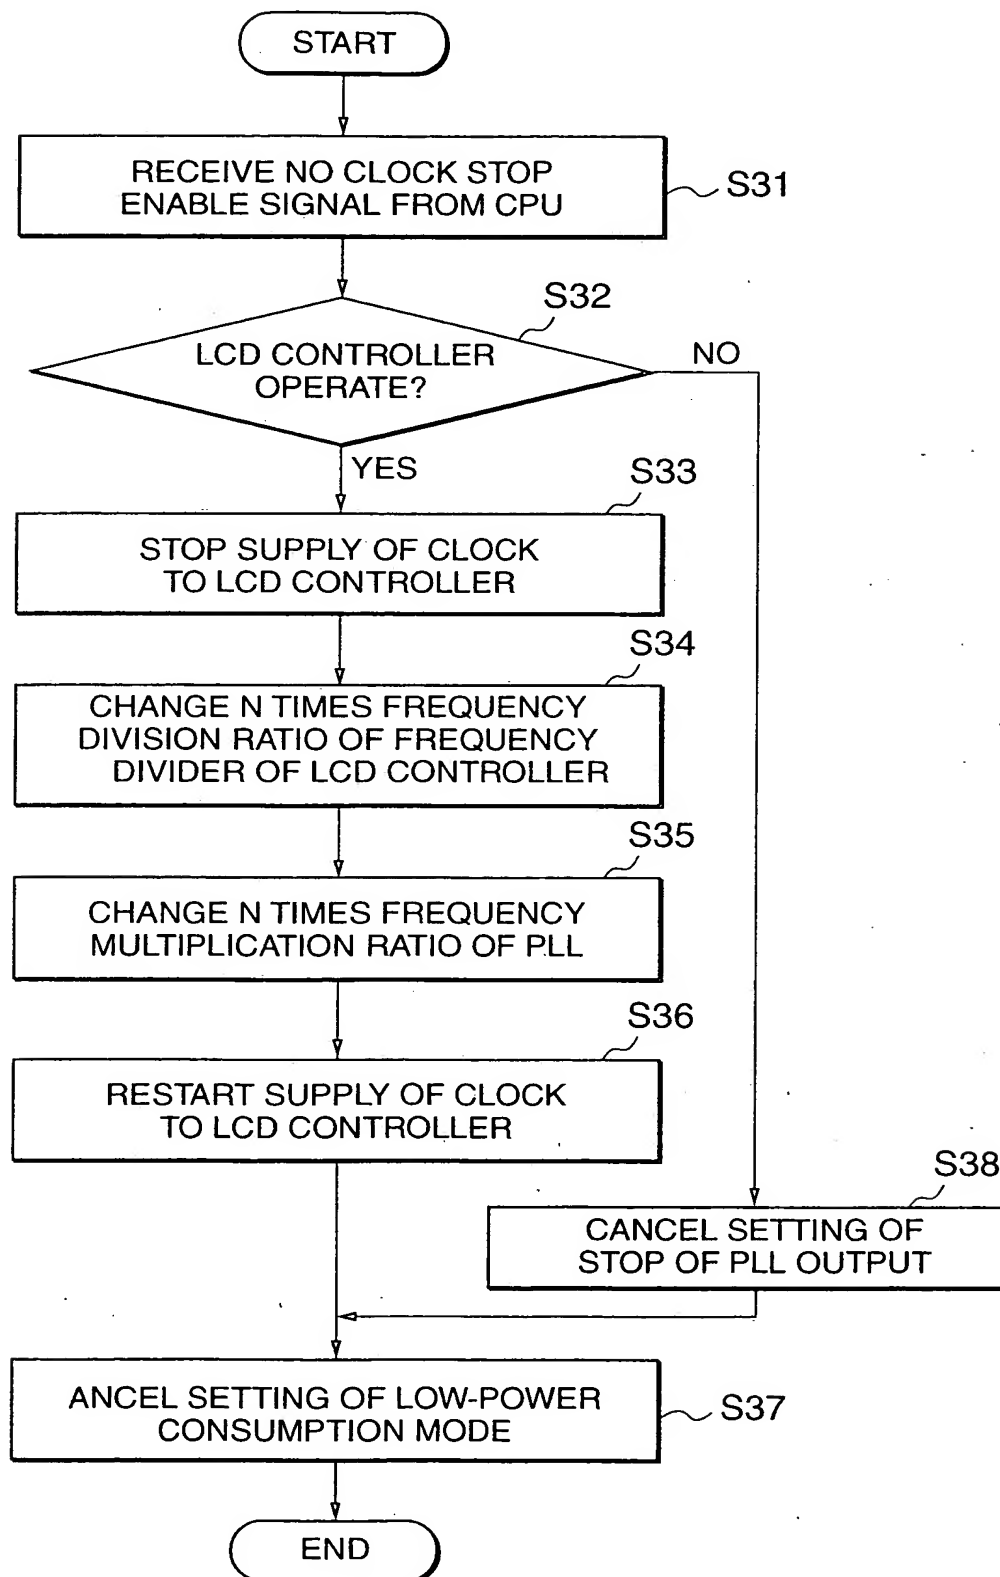 START
RECEIVE NO CLOCK STOP
ENABLE SIGNAL FROM CPU
S31
S32
LCD CONTROLLER
OPERATE?
NO
YES
S33
STOP SUPPLY OF CLOCK
TO LCD CONTROLLER
S34
CHANGE N TIMES FREQUENCY
DIVISION RATIO OF FREQUENCY
DIVIDER OF LCD CONTROLLER
S35
CHANGE N TIMES FREQUENCY
MULTIPLICATION RATIO OF PLL
S36
RESTART SUPPLY OF CLOCK
TO LCD CONTROLLER
S38
CANCEL SETTING OF
STOP OF PLL OUTPUT
ANCEL SETTING OF LOW-POWER
CONSUMPTION MODE
S37
END